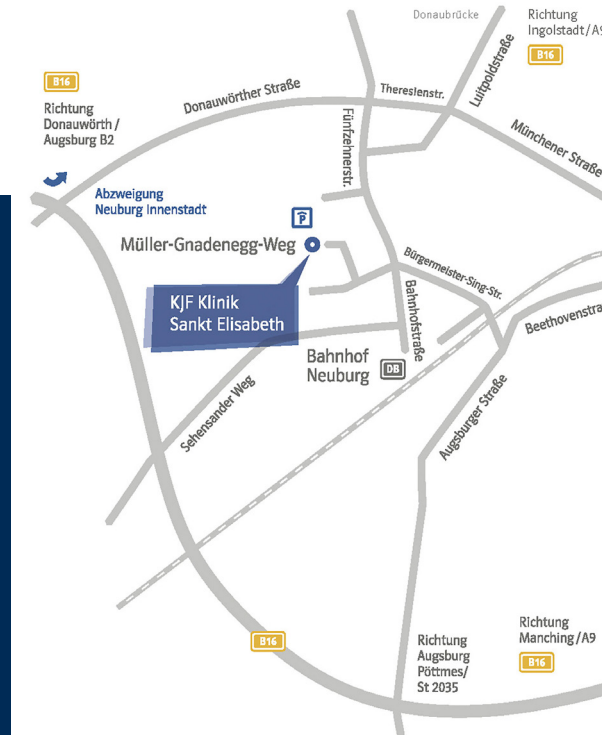 Donaubrücke
Richtung
Ingolstadt/A9
B16
B16
Richtung
Donauwörth/
Augsburg B2
Donauwörther Straße
Theresienstr.
Luitpoldstraße
Fünfzehnerstr.
Münchener Straße
Abzweigung
Neuburg Innenstadt
P
Müller-Gnadenegg-Weg
Bürgermeister-Sing-Str.
KJF Klinik
Sankt Elisabeth
Bahnhofstraße
Beethovenstra
Bahnhof
Neuburg
DB
Sehensander Weg
Augsburger Straße
B16
Richtung
Augsburg
Pöttmes/
St 2035
Richtung
Manching/A9
B16